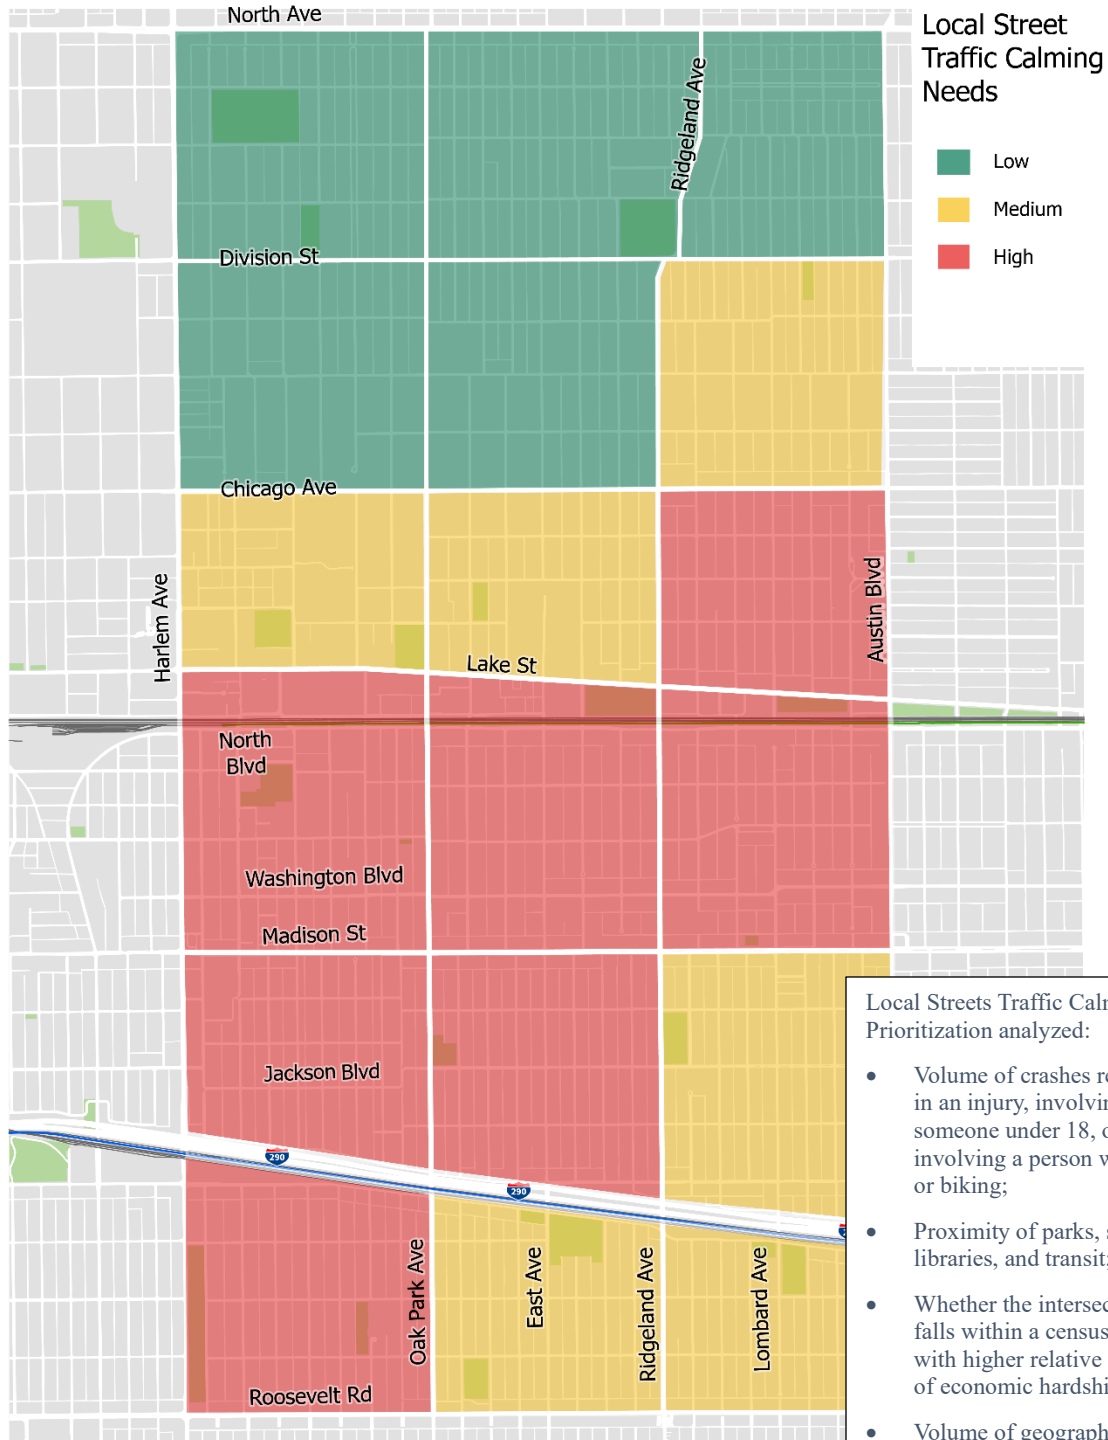 North Ave
Local Street
Traffic Calming
Needs
Low
Medium
High
Ridgeland Ave
Division St
Chicago Ave
Harlem Ave
Austin Blvd
Lake St
North
Blvd
Washington Blvd
Madison St
Jackson Blvd
290
290
Oak Park Ave
East Ave
Ridgeland Ave
Lombard Ave
Roosevelt Rd
Local Streets Traffic Caln
Prioritization analyzed:
• Volume of crashes re
in an injury, involvin
someone under 18, o
involving a person w
or biking;
• Proximity of parks, s
libraries, and transit;
• Whether the intersec
falls within a census
with higher relative
of economic hardshi
• Volume of geograph